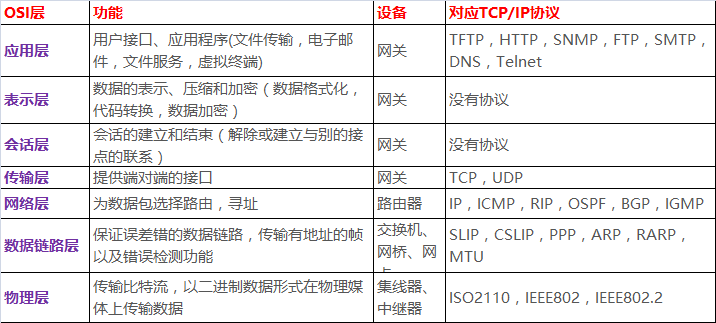 OSI层 功能 设备 对应TCP/IP协议
应用层 用户接口、应用程序(文件传输，电子邮 网关 TFTP，HTTP，SNMP，FTP，SMTP，
件，文件服务，虚拟终端) DNS，Telnet
表示层 数据的表示、压缩和加密（数据格式化， 网关 没有协议
代码转换，数据加密）
会话层 会话的建立和结束（解除或建立与别的接 网关 没有协议
点的联系）
传输层 提供端对端的接口 网关 TCP，UDP
网络层 为数据包选择路由，寻址 路由器 IP，ICMP，RIP，OSPF，BGP，IGMP
数据链路层 保证误差错的数据链路，传输有地址的帧 交换机、 SLIP，CSLIP，PPP，ARP，RARP，
以及错误检测功能 网桥、网 MTU
物理层 传输比特流，以二进制数据形式在物理媒 集线器、 ISO2110，IEEE802，IEEE802.2
体上传输数据 中继器